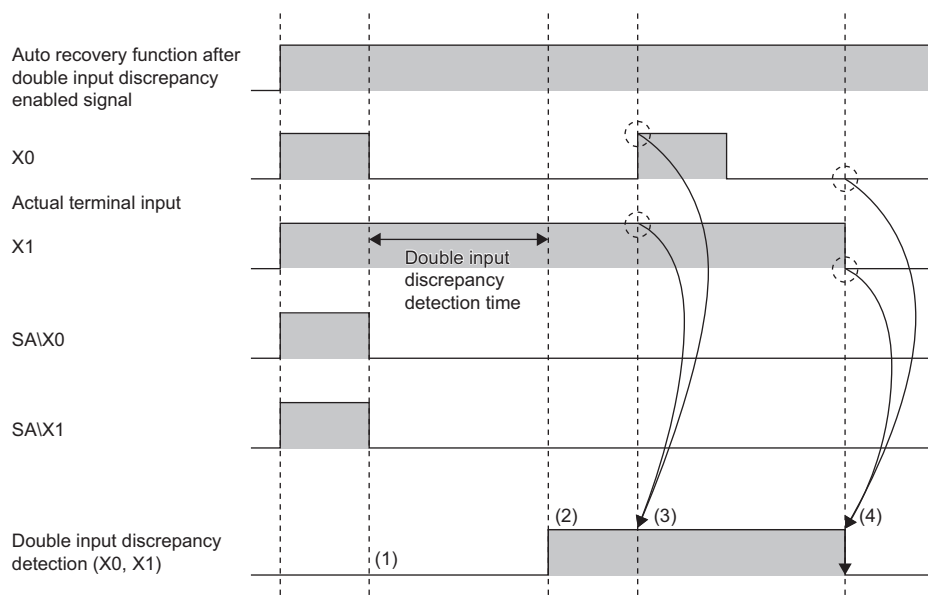 Auto recovery function after
double input discrepancy
enabled signal
X0
Actual terminal input
X1
Double input
discrepancy
detection time
SA\X0
SA\X1
Double input discrepancy
detection (X0, X1)
(1)
(2)
(3)
(4)